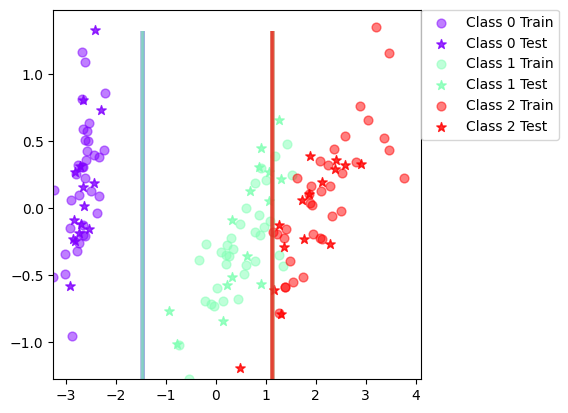 Class 0 Train
Class 0 Test
Class 1 Train
Class 1 Test
Class 2 Train
Class 2 Test
1.0
0.5
0.0
−0.5
−1.0
−3 −2 −1 0 1 2 3 4